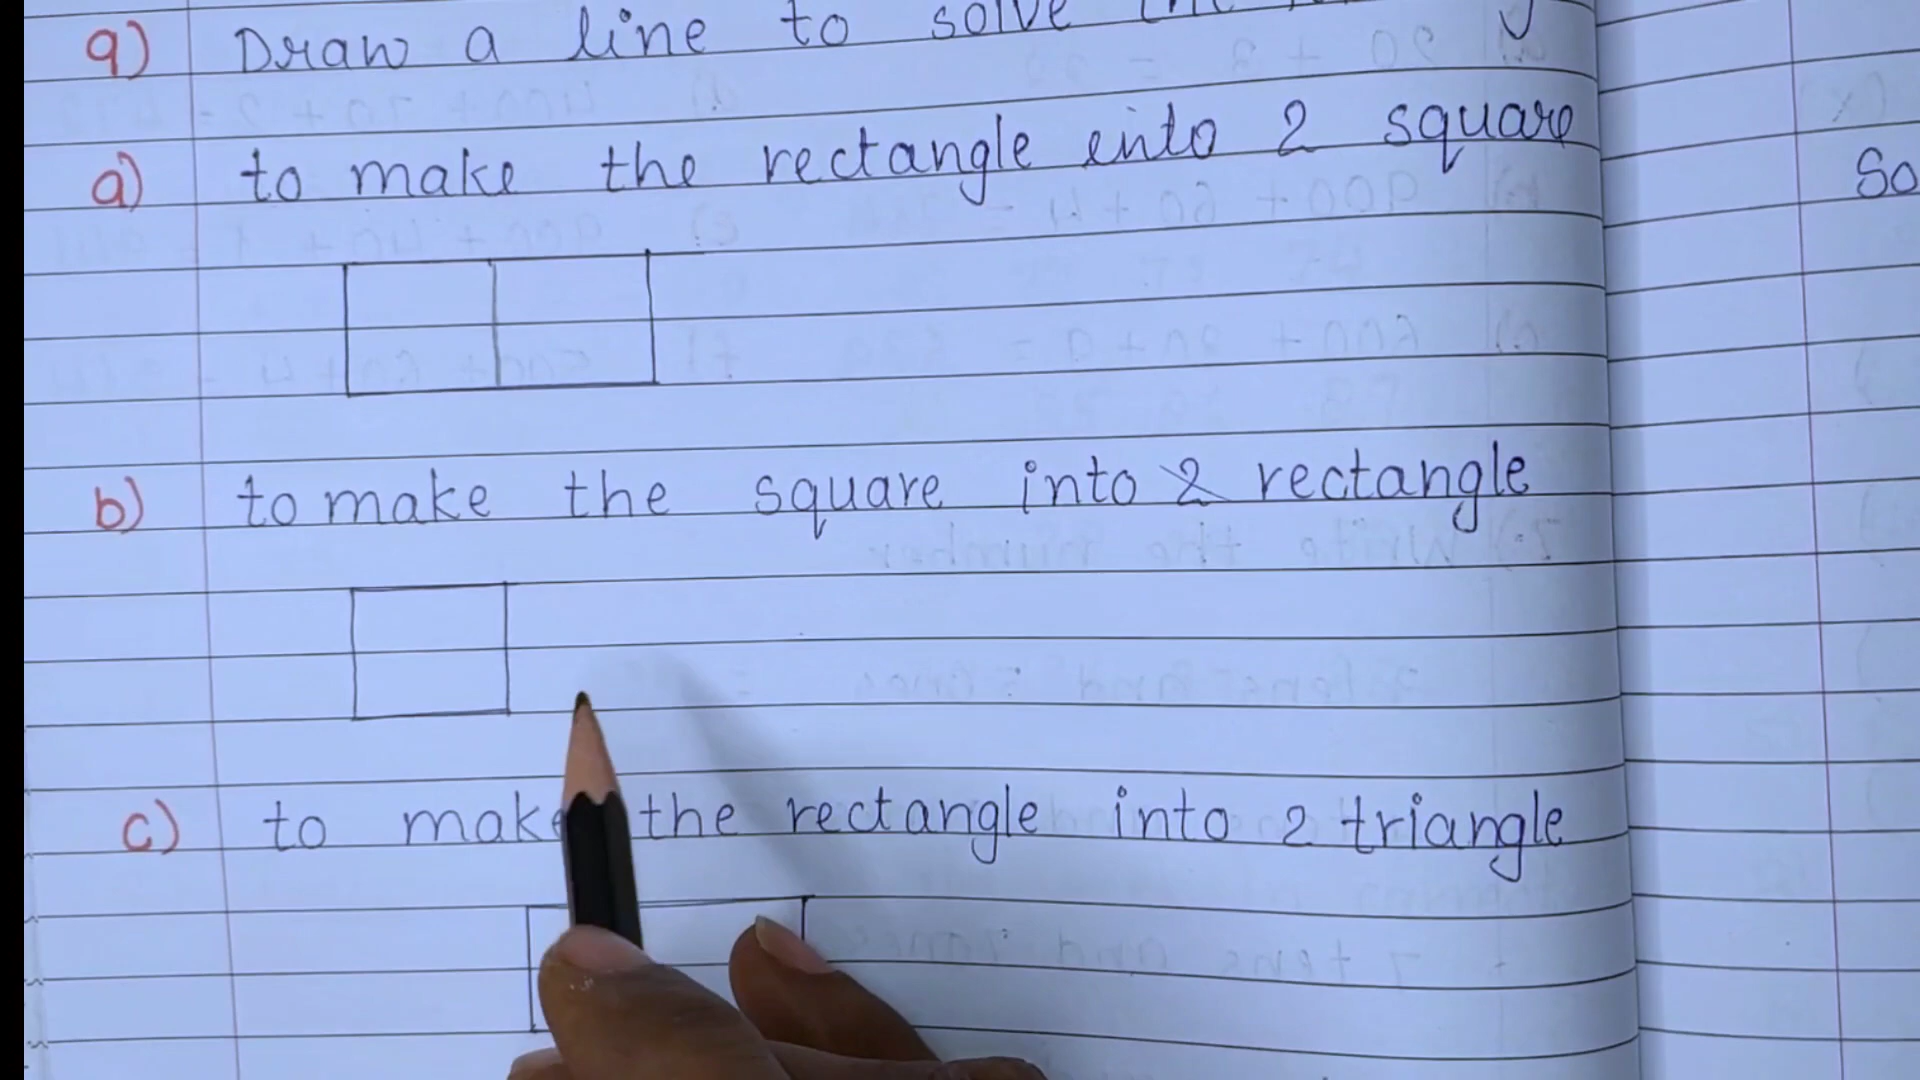 9) Draw a line to solve
a) to make the rectangle into 2 square
b) to make the square into 2 rectangle
c) to make the rectangle into 2 triangle
So